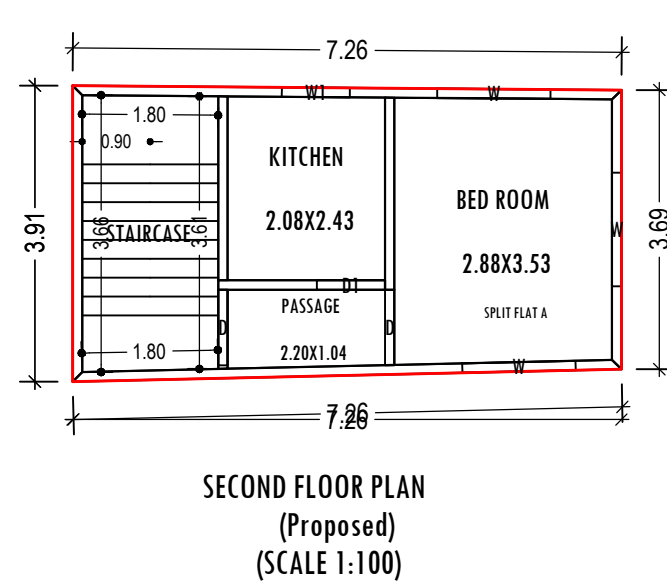 7.26
W1
W
1.80
0.90
KITCHEN
BED ROOM
2.08X2.43
3.91
3.66
STAIRCASE
3.61
W
3.69
2.88X3.53
D1
PASSAGE
SPLIT FLAT A
D
D
1.80
2.20X1.04
W
7.26
7.26
SECOND FLOOR PLAN
(Proposed)
(SCALE 1:100)